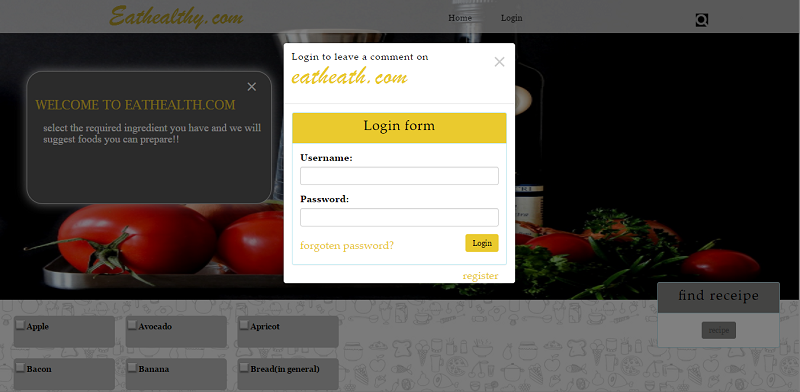 Eathealthy.com
Home
Login
Login to leave a comment on
eatheath.com
×
Login form
Username:
Password:
forgoten password?
Login
register
×
WELCOME TO EATHEALTH.COM
select the required ingredient you have and we will
suggest foods you can prepare!!
find receipe
recipe
Apple
Avocado
Apricot
Bacon
Banana
Bread(in general)